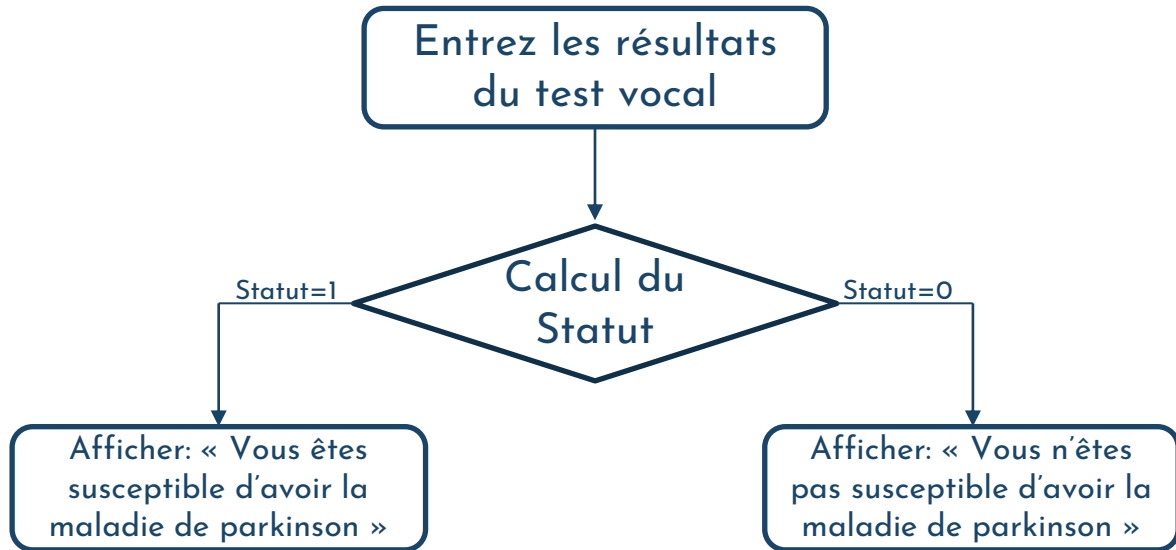 Entrez les résultats
du test vocal
Calcul du
Statut
Statut=1
Statut=0
Afficher: « Vous êtes
susceptible d'avoir la
maladie de parkinson »
Afficher: « Vous n'êtes
pas susceptible d'avoir la
maladie de parkinson »